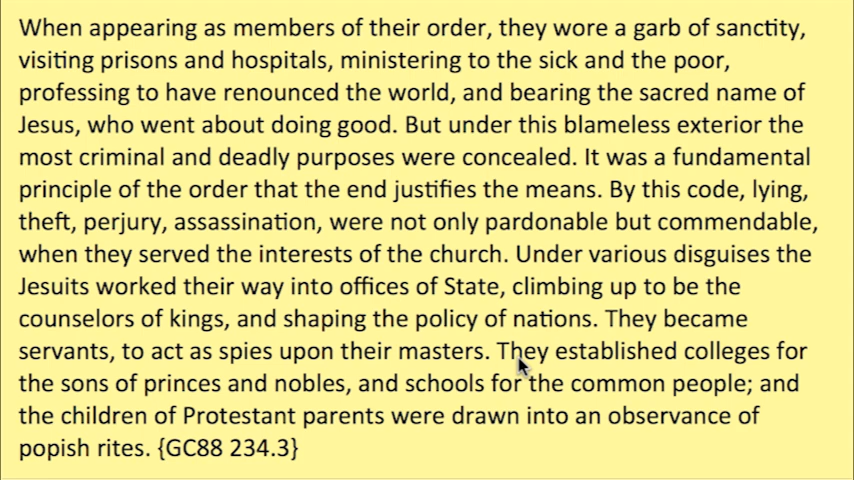 When appearing as members of their order, they wore a garb of sanctity,
visiting prisons and hospitals, ministering to the sick and the poor,
professing to have renounced the world, and bearing the sacred name of
Jesus, who went about doing good. But under this blameless exterior the
most criminal and deadly purposes were concealed. It was a fundamental
principle of the order that the end justifies the means. By this code, lying,
theft, perjury, assassination, were not only pardonable but commendable,
when they served the interests of the church. Under various disguises the
Jesuits worked their way into offices of State, climbing up to be the
counselors of kings, and shaping the policy of nations. They became
servants, to act as spies upon their masters. They established colleges for
the sons of princes and nobles, and schools for the common people; and
the children of Protestant parents were drawn into an observance of
popish rites. {GC88 234.3}